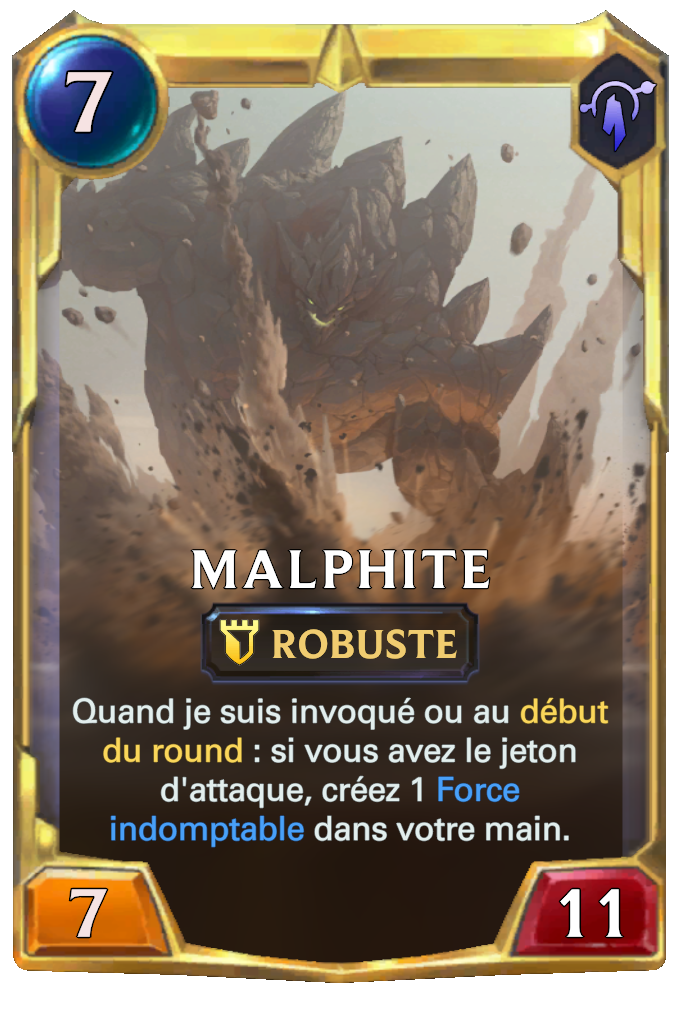 7
MALPHITE
ROBUSTE
Quand je suis invoqué ou au début
du round : si vous avez le jeton
d'attaque, créez 1 Force
indomptable dans votre main.
7
11